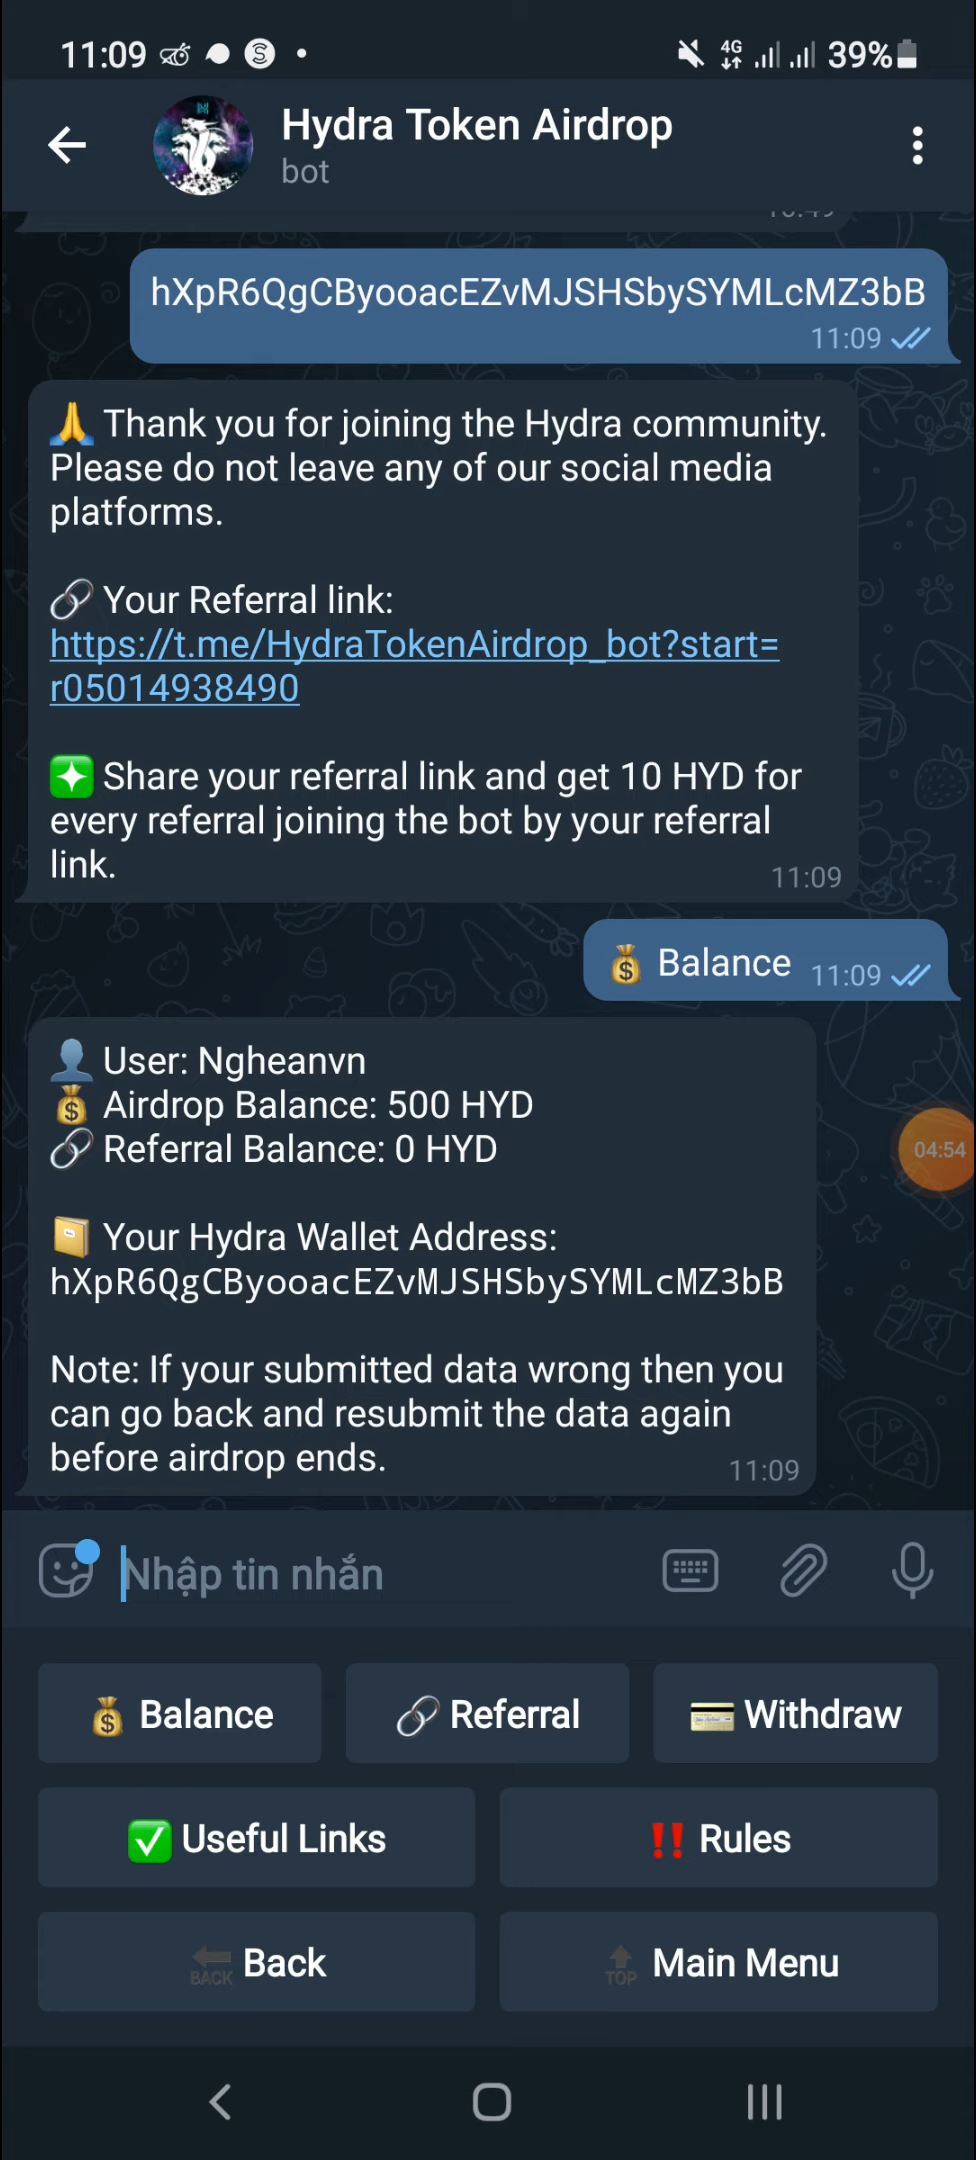 11:09
4G
39%
Hydra Token Airdrop
bot
hXpR6QgCByooacEZvMJSHSbySYMLcMZ3bB
11:09
🙏 Thank you for joining the Hydra community.
Please do not leave any of our social media
platforms.
🔗 Your Referral link:
https://t.me/HydraTokenAirdrop_bot?start=
r05014938490
Share your referral link and get 10 HYD for
every referral joining the bot by your referral
link.
11:09
💰 Balance 11:09
👤 User: Ngheanvn
💰 Airdrop Balance: 500 HYD
🔗 Referral Balance: 0 HYD
04:54
📒 Your Hydra Wallet Address:
hXpR6QgCByooacEZvMJSHSbySYMLcMZ3bB
Note: If your submitted data wrong then you
can go back and resubmit the data again
before airdrop ends.
11:09
Nhập tin nhắn
💰 Balance
🔗 Referral
💳 Withdraw
✅ Useful Links
‼️ Rules
🔙 Back
🔝 Main Menu